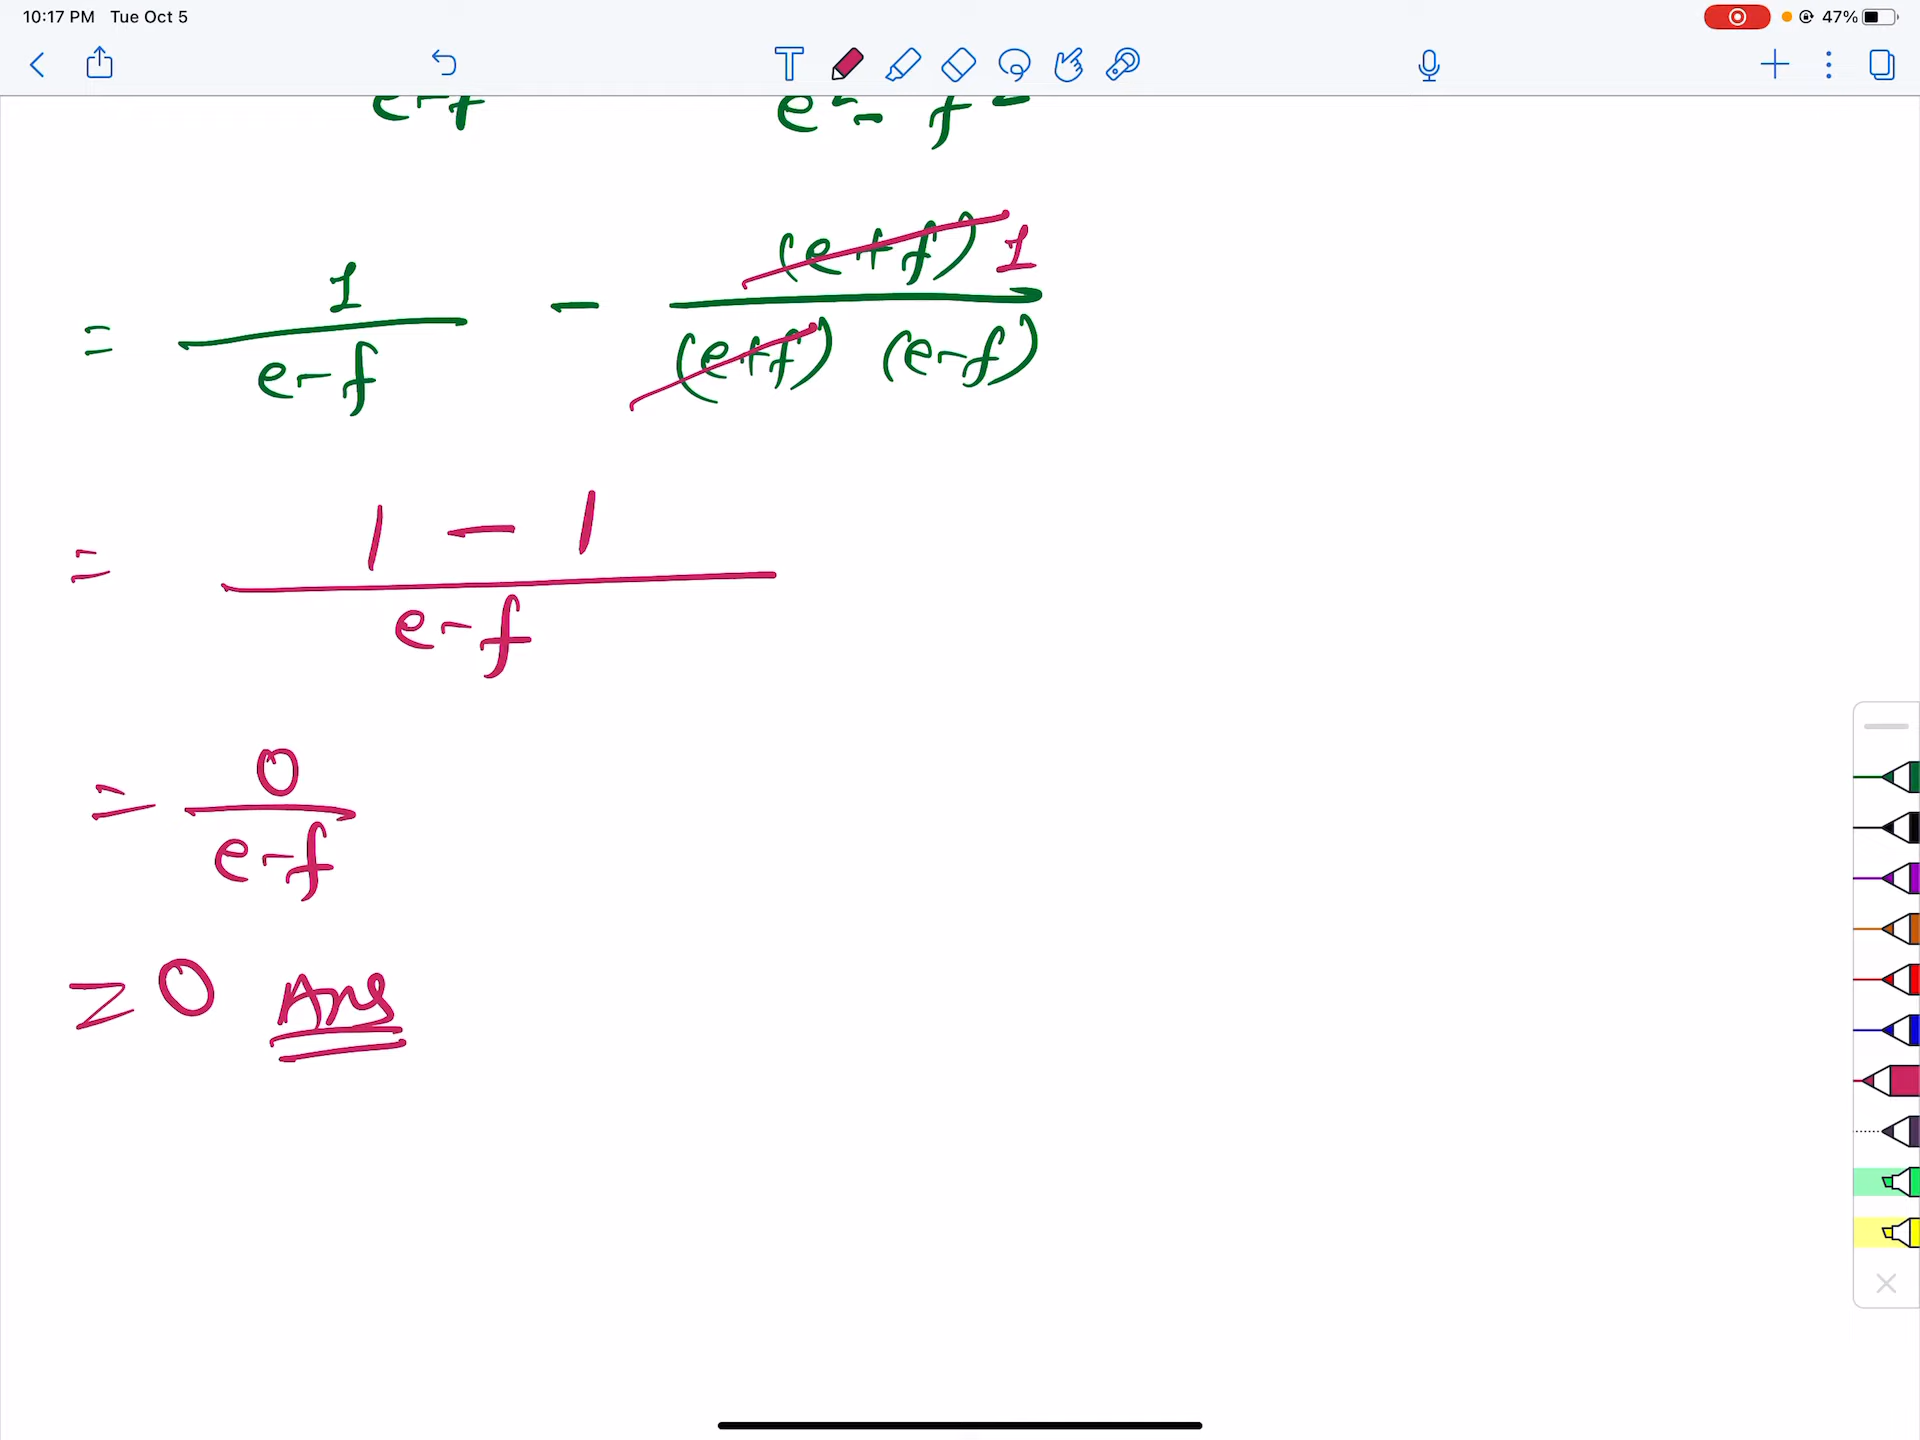 10:17 PM Tue Oct 5 47%
e-f e² - f²
1 (e+f) 1
= ― - ―
e-f (e+f) (e-f)
1 - 1
= ―
e-f
0
= ―
e-f
= 0 Ans